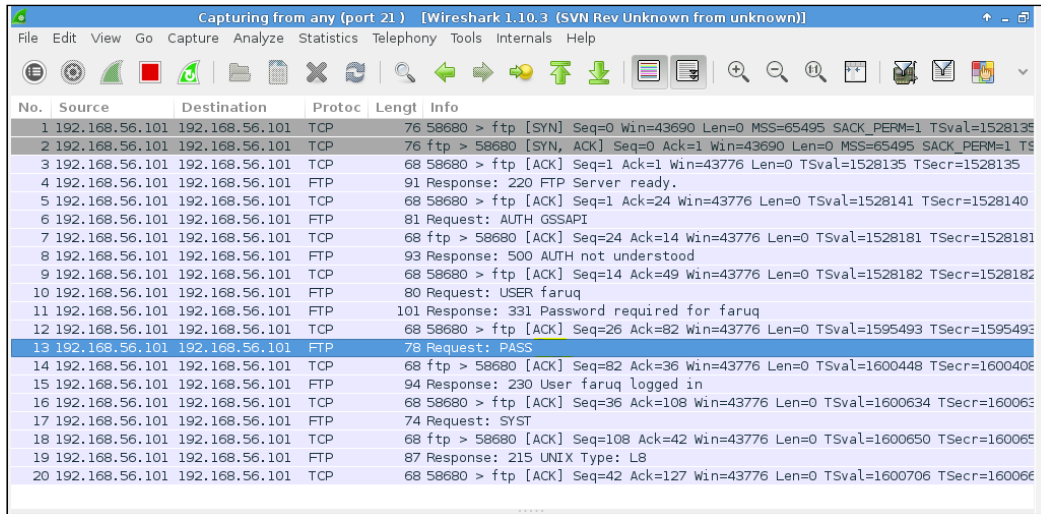 Capturing from any (port 21) [Wireshark 1.10.3 (SVN Rev Unknown from unknown)]
File Edit View Go Capture Analyze Statistics Telephony Tools Internals Help
No. Source Destination Protoc Lengt Info
1 192.168.56.101 192.168.56.101 TCP 76 58680 > ftp [SYN] Seq=0 Win=43690 Len=0 MSS=65495 SACK_PERM=1 TSval=1528135
2 192.168.56.101 192.168.56.101 TCP 76 ftp > 58680 [SYN, ACK] Seq=0 Ack=1 Win=43690 Len=0 MSS=65495 SACK_PERM=1 TS
3 192.168.56.101 192.168.56.101 TCP 68 58680 > ftp [ACK] Seq=1 Ack=1 Win=43776 Len=0 TSval=1528135 TSecr=1528135
4 192.168.56.101 192.168.56.101 FTP 91 Response: 220 FTP Server ready.
5 192.168.56.101 192.168.56.101 TCP 68 58680 > ftp [ACK] Seq=1 Ack=24 Win=43776 Len=0 TSval=1528141 TSecr=1528140
6 192.168.56.101 192.168.56.101 FTP 81 Request: AUTH GSSAPI
7 192.168.56.101 192.168.56.101 TCP 68 ftp > 58680 [ACK] Seq=24 Ack=14 Win=43776 Len=0 TSval=1528181 TSecr=1528181
8 192.168.56.101 192.168.56.101 FTP 93 Response: 500 AUTH not understood
9 192.168.56.101 192.168.56.101 TCP 68 58680 > ftp [ACK] Seq=14 Ack=49 Win=43776 Len=0 TSval=1528182 TSecr=1528182
10 192.168.56.101 192.168.56.101 FTP 80 Request: USER faruq
11 192.168.56.101 192.168.56.101 FTP 101 Response: 331 Password required for faruq
12 192.168.56.101 192.168.56.101 TCP 68 58680 > ftp [ACK] Seq=26 Ack=82 Win=43776 Len=0 TSval=1595493 TSecr=1595493
13 192.168.56.101 192.168.56.101 FTP 78 Request: PASS
14 192.168.56.101 192.168.56.101 TCP 68 ftp > 58680 [ACK] Seq=82 Ack=36 Win=43776 Len=0 TSval=1600448 TSecr=1600408
15 192.168.56.101 192.168.56.101 FTP 94 Response: 230 User faruq logged in
16 192.168.56.101 192.168.56.101 TCP 68 58680 > ftp [ACK] Seq=36 Ack=108 Win=43776 Len=0 TSval=1600634 TSecr=160063
17 192.168.56.101 192.168.56.101 FTP 74 Request: SYST
18 192.168.56.101 192.168.56.101 TCP 68 ftp > 58680 [ACK] Seq=108 Ack=42 Win=43776 Len=0 TSval=1600650 TSecr=160065
19 192.168.56.101 192.168.56.101 FTP 87 Response: 215 UNIX Type: L8
20 192.168.56.101 192.168.56.101 TCP 68 58680 > ftp [ACK] Seq=42 Ack=127 Win=43776 Len=0 TSval=1600706 TSecr=160066